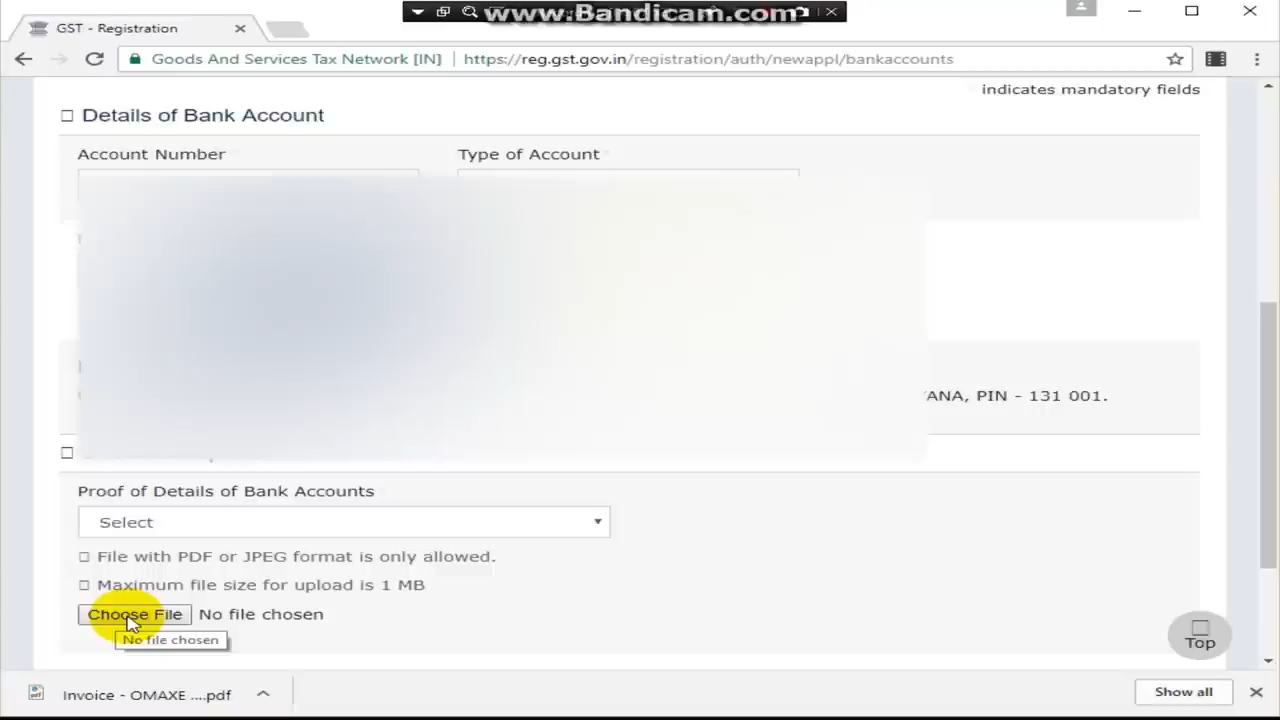 www.Bandicam.com
GST - Registration
Goods And Services Tax Network [IN] https://reg.gst.gov.in/registration/auth/newappl/bankaccounts
indicates mandatory fields
Details of Bank Account
Account Number Type of Account
ANA, PIN - 131 001.
Proof of Details of Bank Accounts
Select
File with PDF or JPEG format is only allowed.
Maximum file size for upload is 1 MB
Choose File No file chosen
No file chosen
Top
Invoice - OMAXE ....pdf Show all